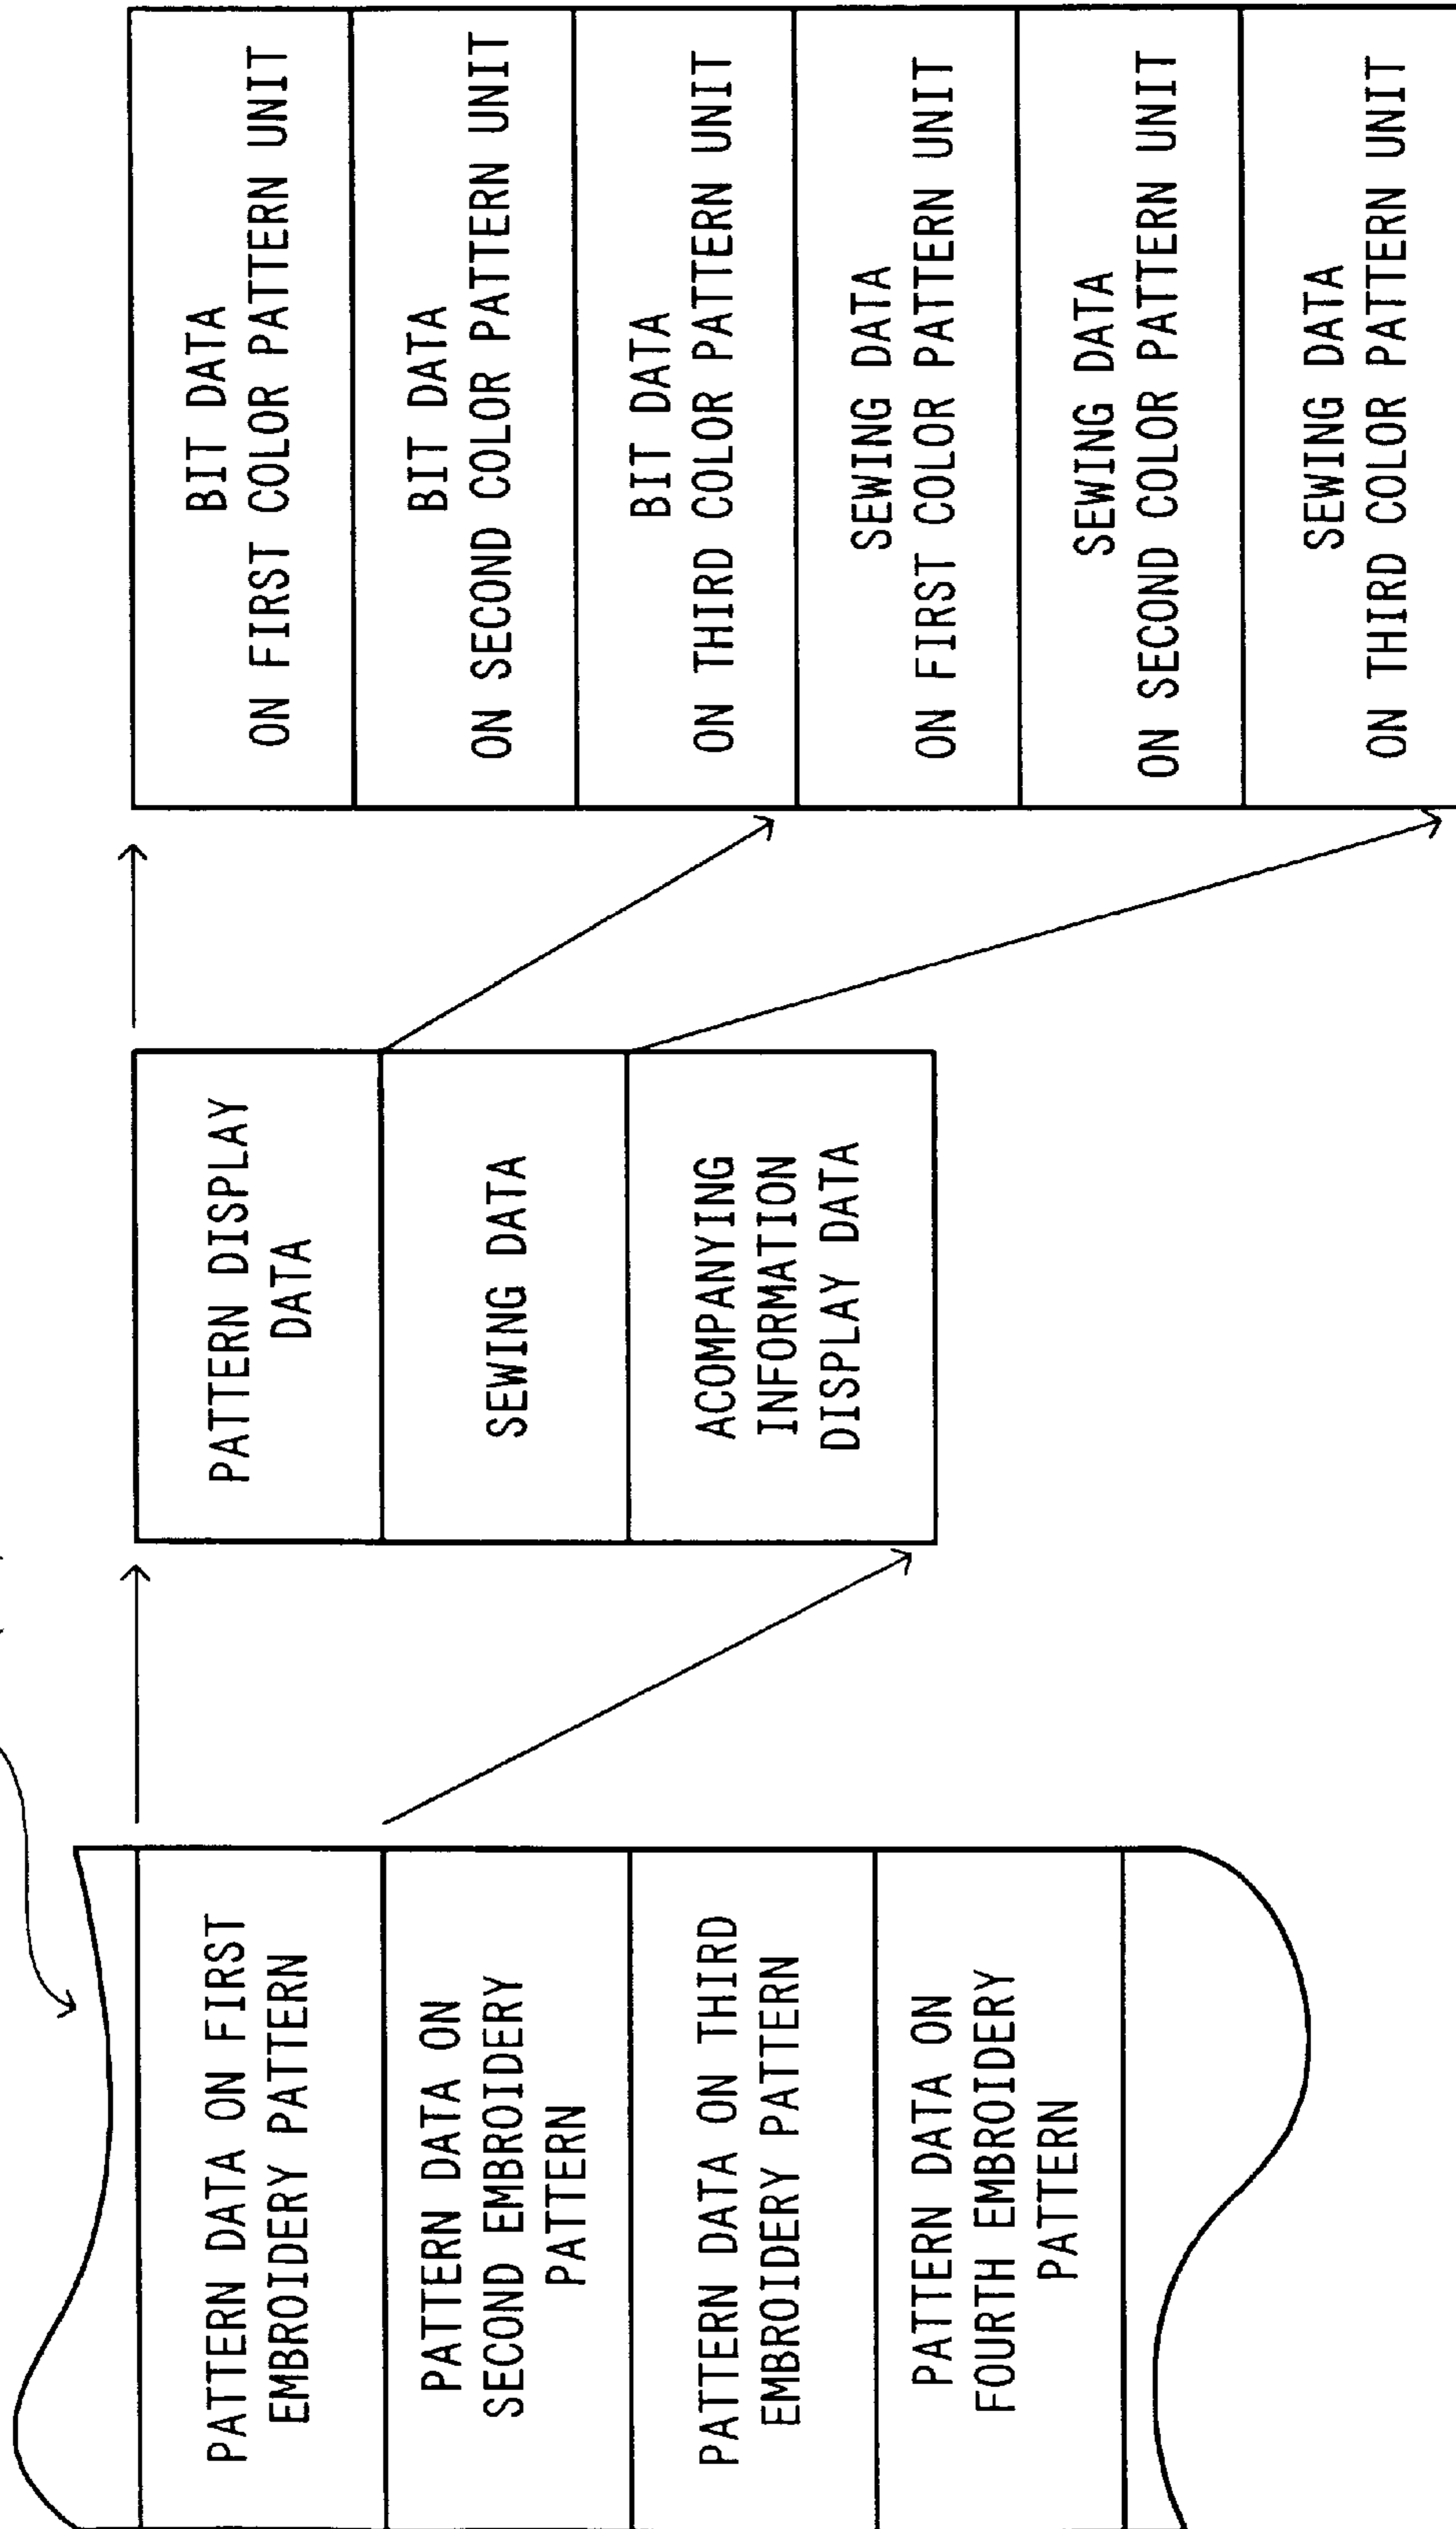 PATTERN DATA ON FIRST
EMBROIDERY PATTERN
PATTERN DATA ON
SECOND EMBROIDERY
PATTERN
PATTERN DATA ON THIRD
EMBROIDERY PATTERN
PATTERN DATA ON
FOURTH EMBROIDERY
PATTERN
PATTERN DISPLAY
DATA
SEWING DATA
ACOMPANYING
INFORMATION
DISPLAY DATA
BIT DATA
ON FIRST COLOR PATTERN UNIT
BIT DATA
ON SECOND COLOR PATTERN UNIT
BIT DATA
ON THIRD COLOR PATTERN UNIT
SEWING DATA
ON FIRST COLOR PATTERN UNIT
SEWING DATA
ON SECOND COLOR PATTERN UNIT
SEWING DATA
ON THIRD COLOR PATTERN UNIT